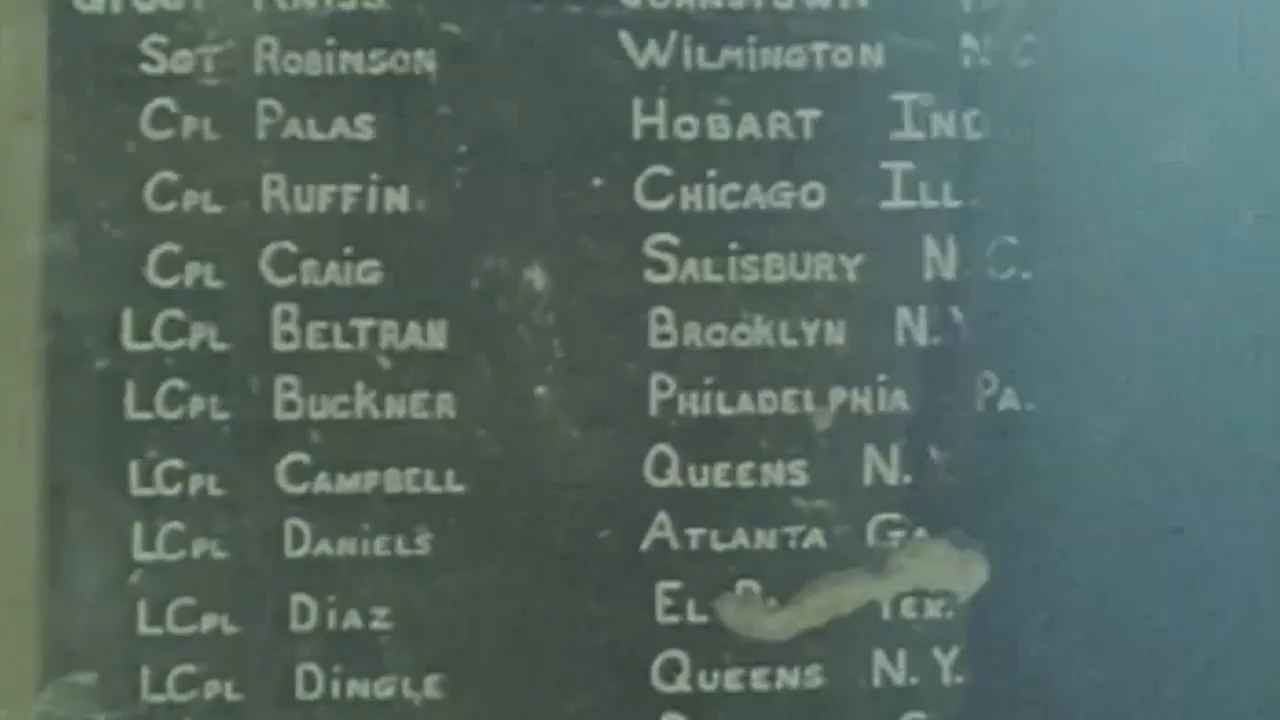 Sgt Robinson Wilmington N.C
Cpl Palas Hobart Ind
Cpl Ruffin Chicago Ill
Cpl Craig Salisbury N.C.
LCpl Beltran Brooklyn N.Y
LCpl Buckner Philadelphia Pa.
LCpl Campbell Queens N.
LCpl Daniels Atlanta Ga
LCpl Diaz El Tex.
LCpl Dingle Queens N.Y.